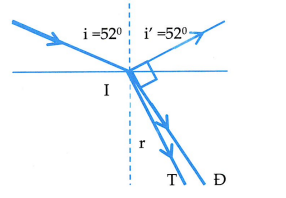 i =52⁰ i′ =52⁰
I
r
T Đ